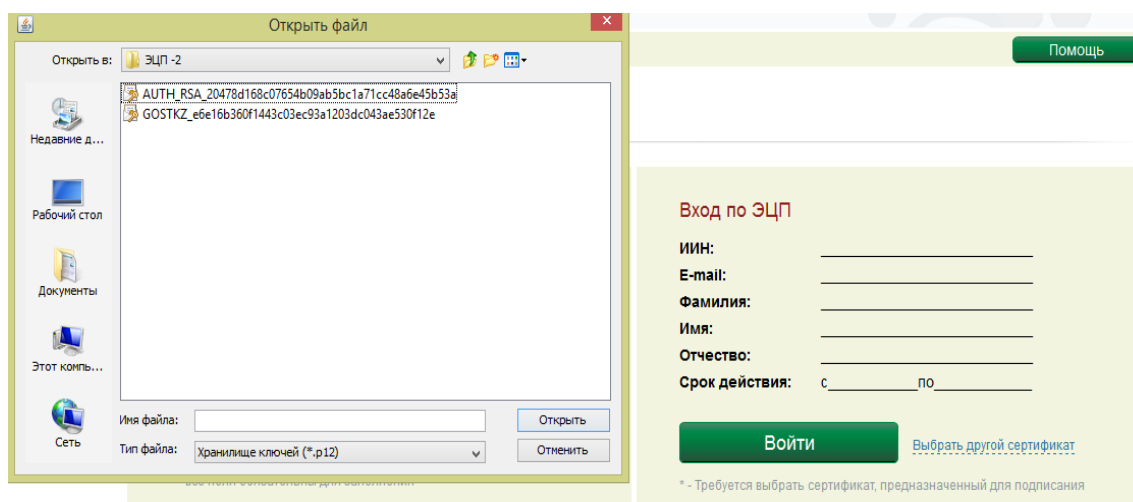 Открыть файл
Открыть в:
ЭЦП -2
AUTH_RSA_20478d168c07654b09ab5bc1a71cc48a6e45b53a
GOSTKZ_e6e16b360f1443c03ec93a1203dc043ae530f12e
Недавние д...
Рабочий стол
Документы
Этот компь...
Сеть
Имя файла:
Открыть
Тип файла:
Хранилище ключей (*.p12)
Отменить
Помощь
Вход по ЭЦП
ИИН:
E-mail:
Фамилия:
Имя:
Отчество:
Срок действия: с по
Войти
Выбрать другой сертификат
* - Требуется выбрать сертификат, предназначенный для подписания